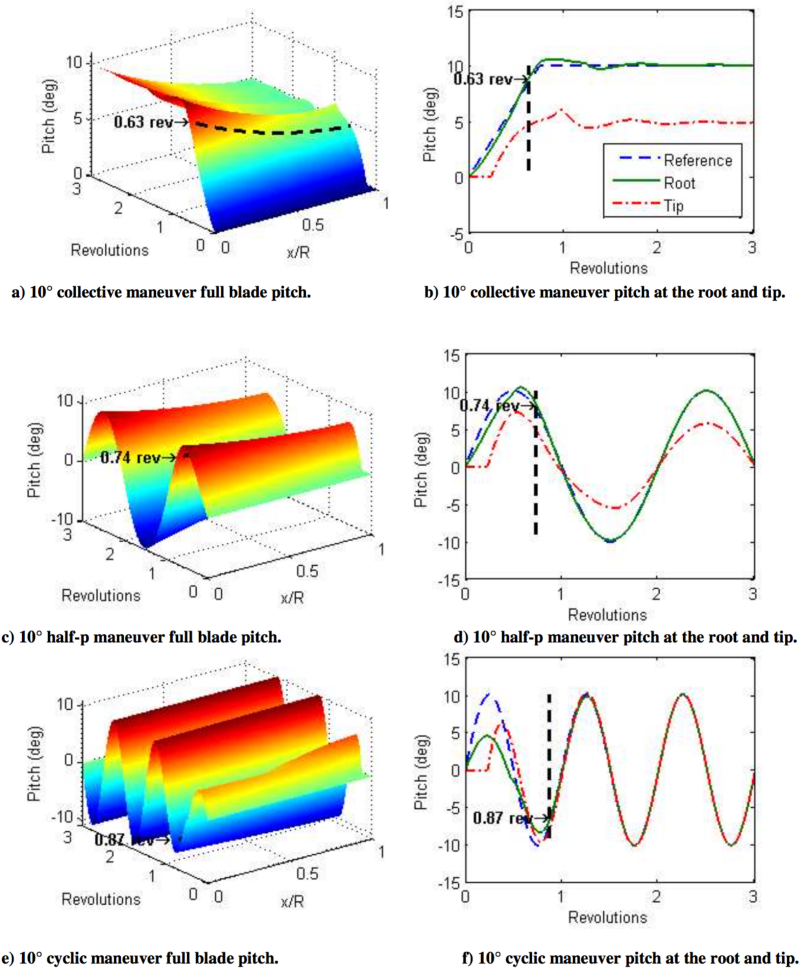 10
5
0
Pitch (deg)
0.63 rev→
3
2
1
0
Revolutions
0
0.5
1
x/R
a) 10° collective maneuver full blade pitch.
15
10
5
0
-5
Pitch (deg)
0.63 rev→
Reference
Root
Tip
0
1
2
3
Revolutions
b) 10° collective maneuver pitch at the root and tip.
10
0
-10
Pitch (deg)
0.74 rev→
3
2
1
0
Revolutions
0
0.5
1
x/R
c) 10° half-p maneuver full blade pitch.
15
10
5
0
-5
-10
-15
Pitch (deg)
0.74 rev→
0
1
2
3
Revolutions
d) 10° half-p maneuver pitch at the root and tip.
10
0
-10
Pitch (deg)
0.87 rev→
3
2
1
0
Revolutions
0
0.5
1
x/R
e) 10° cyclic maneuver full blade pitch.
15
10
5
0
-5
-10
-15
Pitch (deg)
0.87 rev→
0
1
2
3
Revolutions
f) 10° cyclic maneuver pitch at the root and tip.